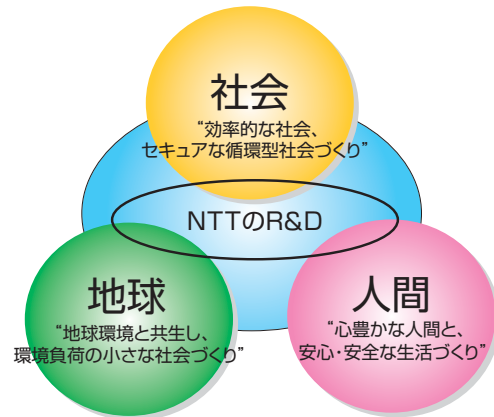 社会
“効率的な社会、
セキュアな循環型社会づくり”
NTTのR&D
地球
“地球環境と共生し、
環境負荷の小さな社会づくり”
人間
“心豊かな人間と、
安心・安全な生活づくり”